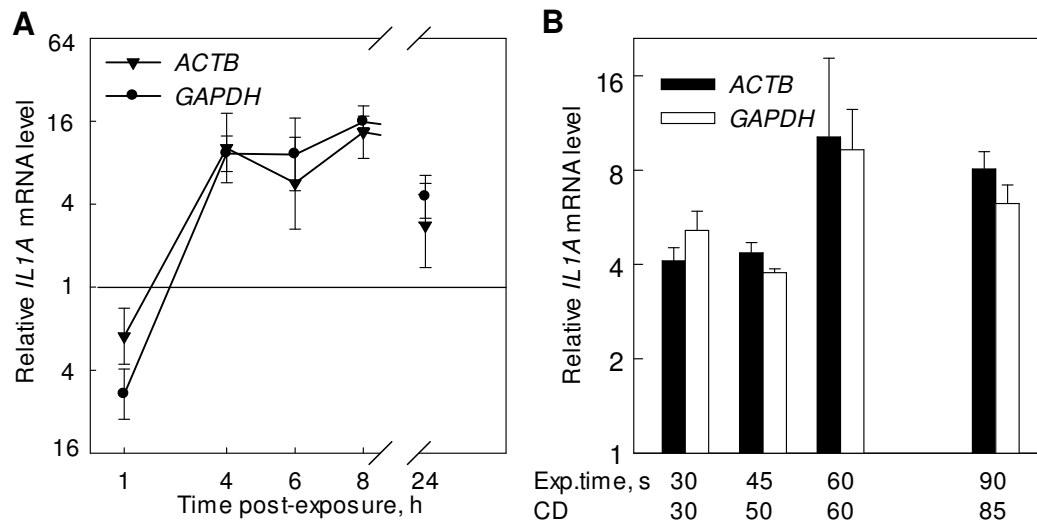 A
Relative IL1A mRNA level
64
16
4
1
4
16
ACTB
GAPDH
1 4 6 8 24
Time post-exposure, h
B
Relative IL1A mRNA level
16
8
4
2
1
ACTB
GAPDH
Exp.time, s 30 45 60 90
CD 30 50 60 85